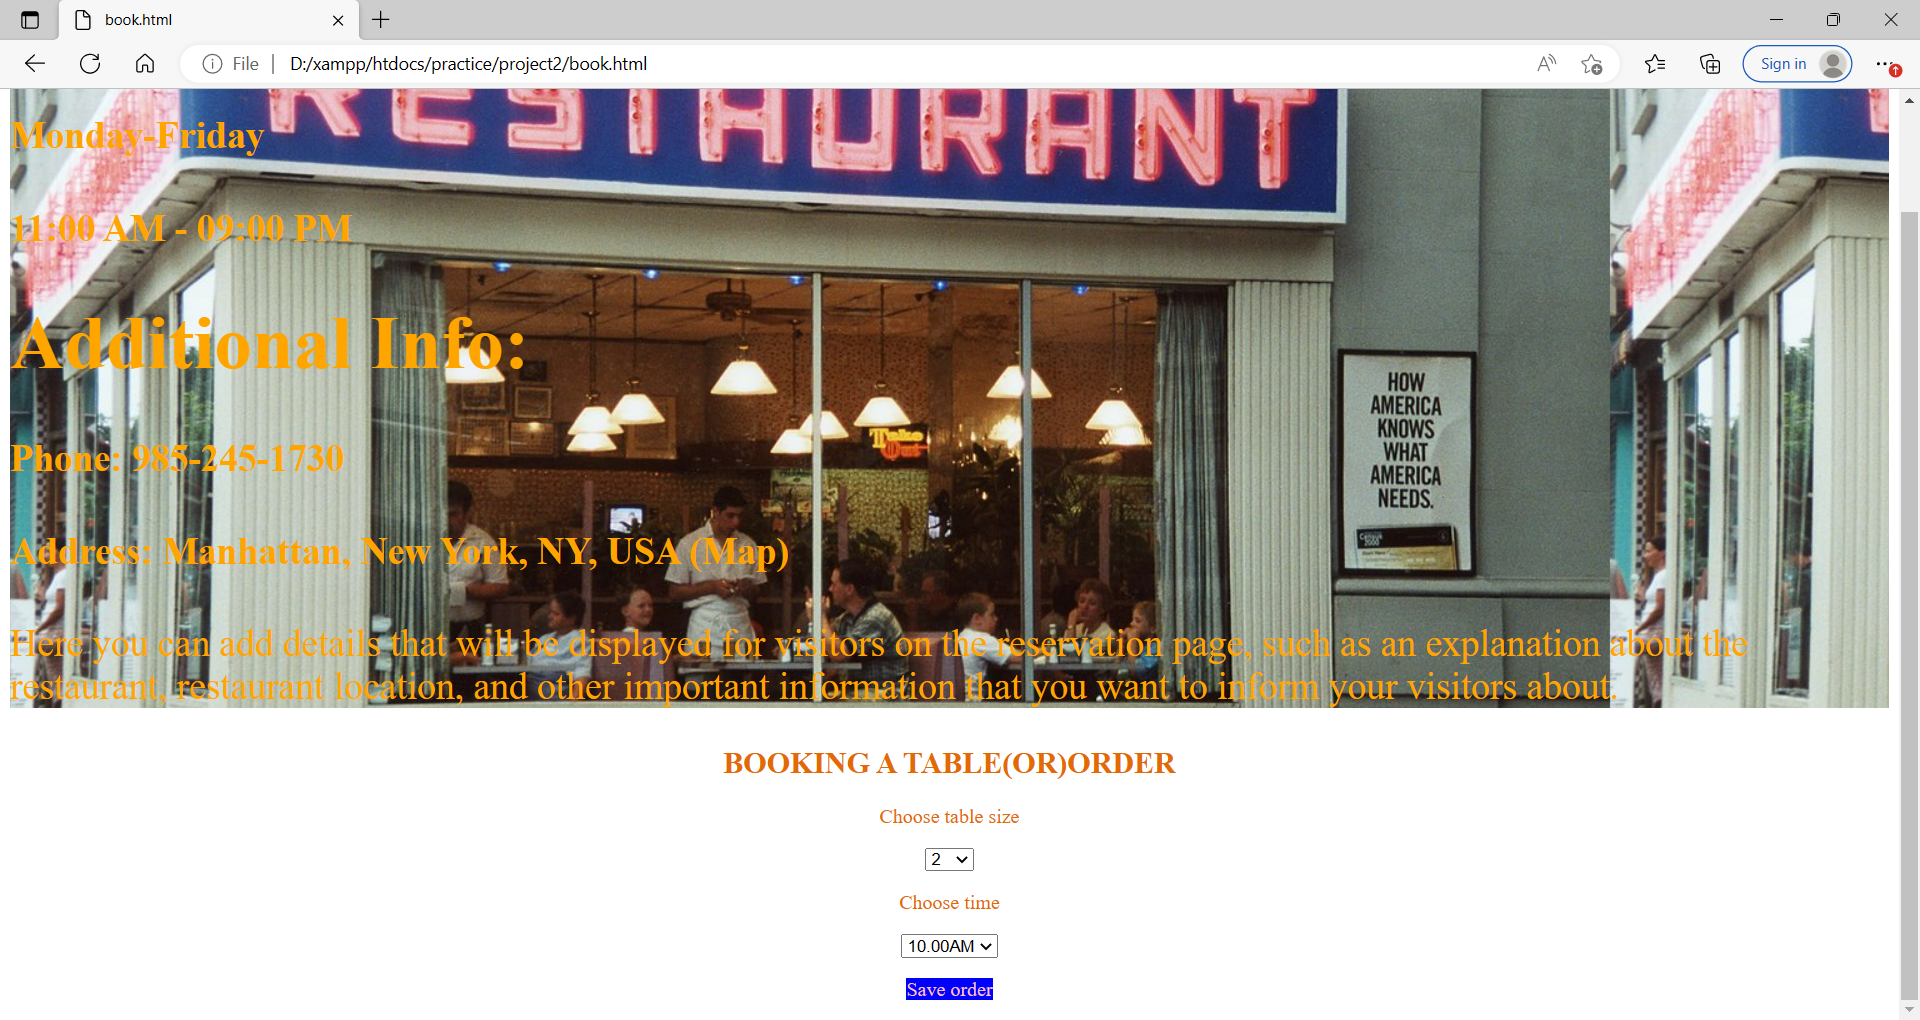 book.html
File
D:/xampp/htdocs/practice/project2/book.html
Sign in
RESTAURANT
Monday-Friday
11:00 AM - 09:00 PM
Additional Info:
Take
Out
HOW
AMERICA
KNOWS
WHAT
AMERICA
NEEDS.
Census
2000
Phone: 985-245-1730
Address: Manhattan, New York, NY, USA (Map)
Here you can add details that will be displayed for visitors on the reservation page, such as an explanation about the
restaurant, restaurant location, and other important information that you want to inform your visitors about.
BOOKING A TABLE(OR)ORDER
Choose table size
2
Choose time
10.00AM
Save order